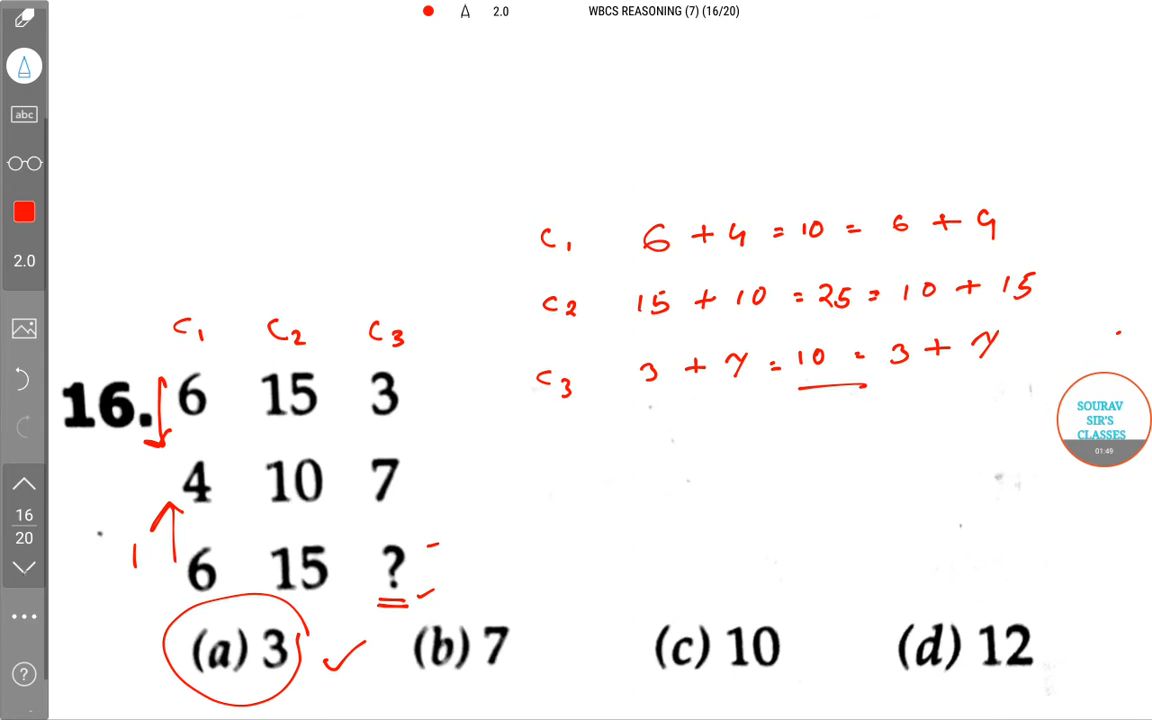 2.0
WBCS REASONING (7) (16/20)
abc
2.0
16
20
?
C1 6 + 4 = 10 = 6 + 4
C2 15 + 10 = 25 = 10 + 15
C3 3 + 7 = 10 = 3 + 7
C1 C2 C3
16. 6 15 3
4 10 7
6 15 ?
(a) 3 (b) 7 (c) 10 (d) 12
SOURAV
SIR'S
CLASSES
01:49